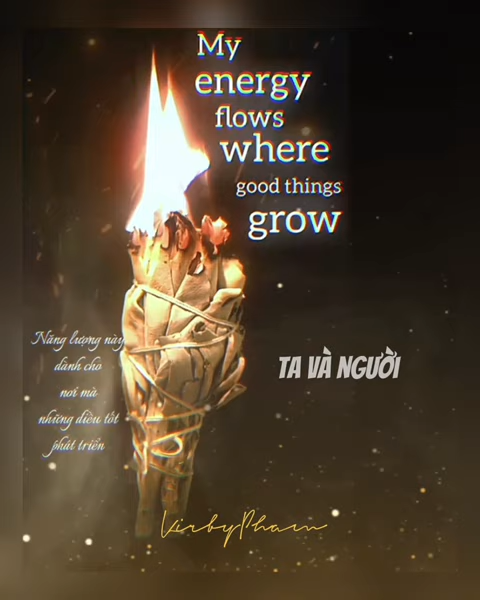 My
energy
flows
where
good things
grow
Năng lượng này
dành cho
nơi mà
những điều tốt
phát triển
TA VÀ NGƯỜI
VirbyPham